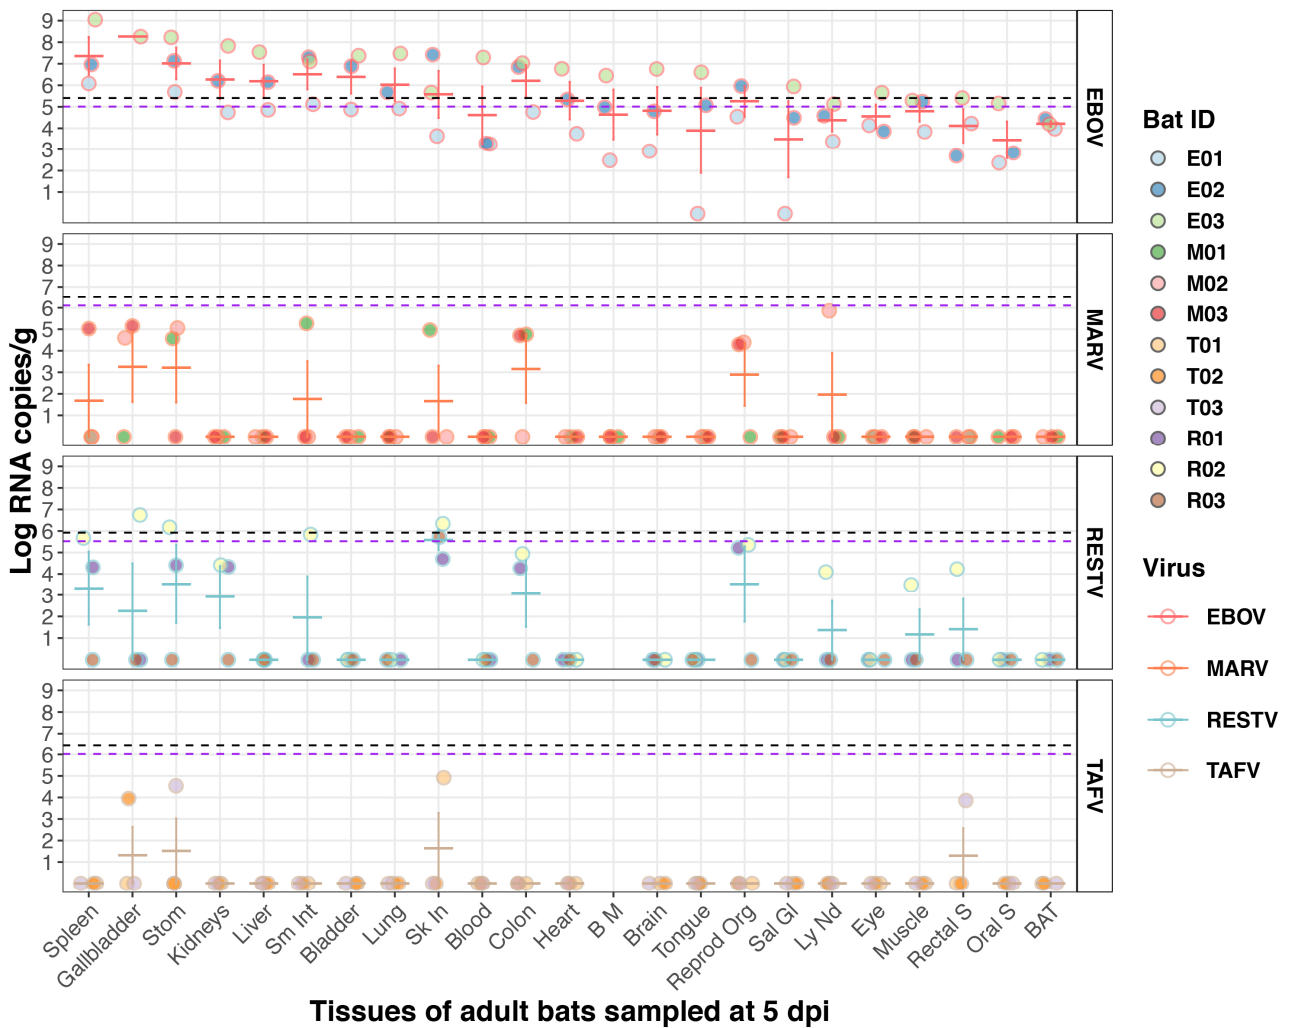 Log RNA copies/g
9
8
7
6
5
4
3
2
1
EBOV
9
8
7
6
5
4
3
2
1
MARV
9
8
7
6
5
4
3
2
1
RESTV
9
8
7
6
5
4
3
2
1
TAFV
Spleen
Gallbladder
Stom
Kidneys
Liver
Sm Int
Bladder
Lung
Sk In
Blood
Colon
Heart
B M
Brain
Tongue
Reprod Org
Sal Gl
Ly Nd
Eye
Muscle
Rectal S
Oral S
BAT
Tissues of adult bats sampled at 5 dpi
Bat ID
E01
E02
E03
M01
M02
M03
T01
T02
T03
R01
R02
R03
Virus
EBOV
MARV
RESTV
TAFV